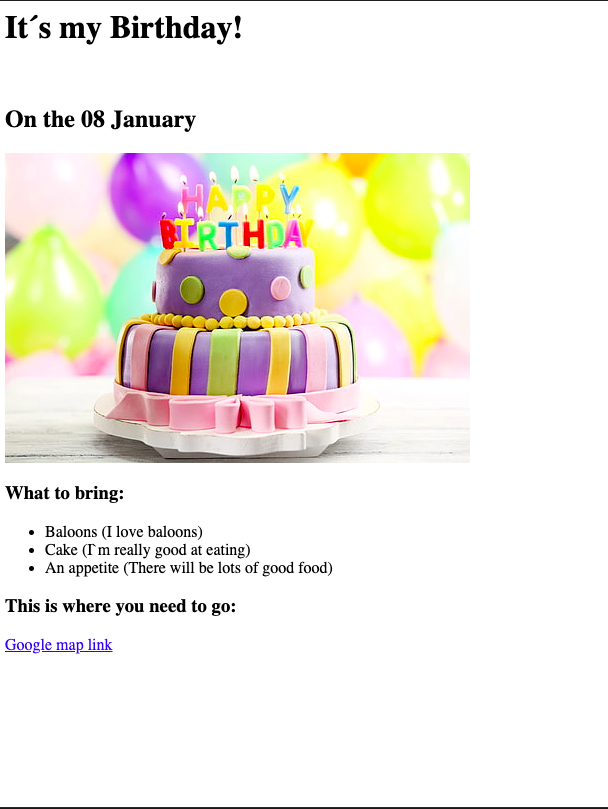 It´s my Birthday!
On the 08 January
HAPPY
BIRTHDAY
What to bring:
Baloons (I love baloons)
Cake (I´m really good at eating)
An appetite (There will be lots of good food)
This is where you need to go:
Google map link